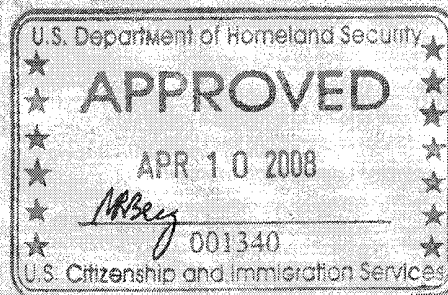 U.S. Department of Homeland Security
APPROVED
APR 10 2008
001340
U.S. Citizenship and Immigration Services